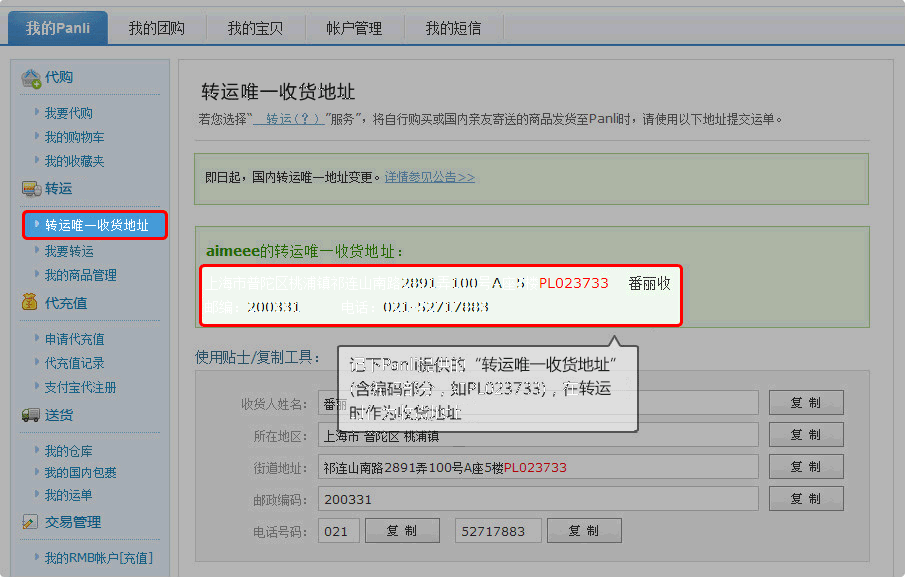 我的Panli 我的团购 我的宝贝 帐户管理 我的短信
代购
我要代购
我的购物车
我的收藏夹
转运
转运唯一收货地址
我要转运
我的商品管理
代充值
申请代充值
代充值记录
支付宝代注册
送货
我的仓库
我的国内包裹
我的运单
交易管理
我的RMB帐户[充值]
转运唯一收货地址
若您选择“ 转运(？) ”服务”，将自行购买或国内亲友寄送的商品发货至Panli时，请使用以下地址提交运单。
即日起，国内转运唯一地址变更。详情参见公告>>
aimeee的转运唯一收货地址：
上海市普陀区桃浦镇祁连山南路2891弄100号A座5楼PL023733 番丽收
邮编：200331 电话：021-52717883
记下Panli提供的“转运唯一收货地址”
(含编码部分，如PL023733)，在转运
时作为收货地址
使用贴士/复制工具：
收货人姓名： 番丽 复 制
所在地区： 上海市 普陀区 桃浦镇 复 制
街道地址： 祁连山南路2891弄100号A座5楼PL023733 复 制
邮政编码： 200331 复 制
电话号码： 021 复 制 52717883 复 制